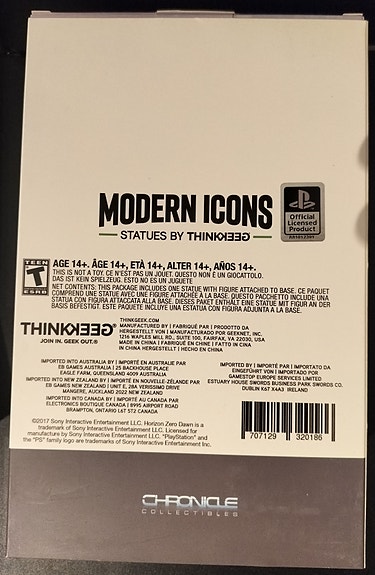 MODERN ICONS
STATUES BY THINKGEEK
PlayStation
Official
Licensed
Product
TEEN
T
ESRB
AGE 14+. ÂGE 14+, ETÀ 14+, ALTER 14+, AÑOS 14+.
THIS IS NOT A TOY. CE N'EST PAS UN JOUET. QUESTO NON È UN GIOCATTOLO.
DAS IST KEIN SPIELZEUG. ESTO NO ES UN JUGUETE
NET CONTENTS: THIS PACKAGE INCLUDES ONE STATUE WITH FIGURE ATTACHED TO BASE. CE PAQUET
COMPREND UNE STATUE AVEC UNE FIGURE ATTACHÉE À LA BASE. QUESTO PACCHETTO INCLUDE UNA
STATUA CON FIGURA ATTACCATA ALLA BASE. DIESES PAKET ENTHÄLT EINE STATUE MIT FIGUR AN DER
BASIS BEFESTIGT. ESTE PAQUETE INCLUYE UNA ESTATUA CON FIGURA ADJUNTA A LA BASE.
THINKGEEK®
JOIN IN. GEEK OUT.®
THINKGEEK.COM
MANUFACTURED BY | FABRIQUÉ PAR | PRODOTTO DA
HERGESTELLT VON | MANUFACTURADO POR GEEKNET, INC.
1216 MAPLES MILL RD., SUITE 100, FAIRFAX, VA 22030, USA
MADE IN CHINA | FABRIQUÉ EN CHINE | FATTO IN CINA
IN CHINA HERGESTELLT | HECHO EN CHINA
IMPORTED INTO AUSTRALIA BY | IMPORTÉ EN AUSTRALIE PAR
EB GAMES AUSTRALIA | 25 BACKHOUSE PLACE
EAGLE FARM, QUEENSLAND 4009 AUSTRALIA
IMPORTED INTO NEW ZEALAND BY | IMPORTÉ EN NOUVELLE-ZÉLANDE PAR
EB GAMES NEW ZEALAND | UNIT E, 28A VERISSIMO DRIVE
MANGERE, AUCKLAND 2022 NEW ZEALAND
IMPORTED INTO CANADA BY | IMPORTÉ AU CANADA PAR
ELECTRONICS BOUTIQUE CANADA | 8995 AIRPORT ROAD
BRAMPTON, ONTARIO L6T 5T2 CANADA
IMPORTED BY | IMPORTÉ PAR | IMPORTATO DA
EINGEFÜHRT VON | IMPORTADO POR
GAMESTOP EUROPE SERVICES LIMITED
ESTUARY HOUSE SWORDS BUSINESS PARK SWORDS CO.
DUBLIN K67 X4A3 IRELAND
©2017 Sony Interactive Entertainment LLC. Horizon Zero Dawn is a
trademark of Sony Interactive Entertainment LLC. Licensed for
manufacture by Sony Interactive Entertainment LLC. "PlayStation" and
the "PS" family logo are trademarks of Sony Interactive Entertainment Inc.
707129 320186
CHRONICLE
COLLECTIBLES